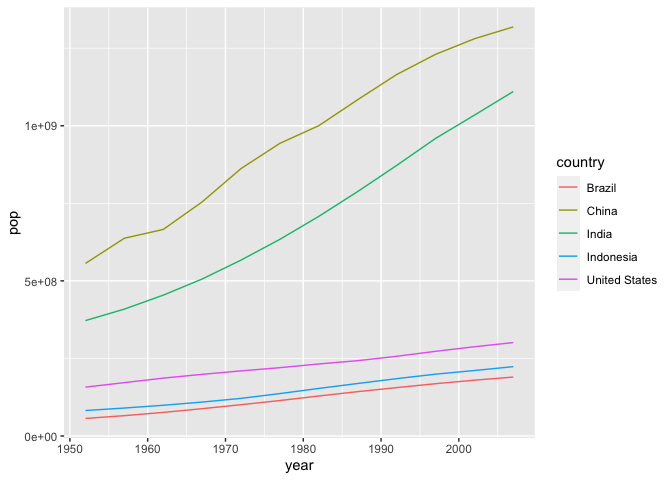 pop
1e+09
5e+08
0e+00
1950 1960 1970 1980 1990 2000
year
country
Brazil
China
India
Indonesia
United States